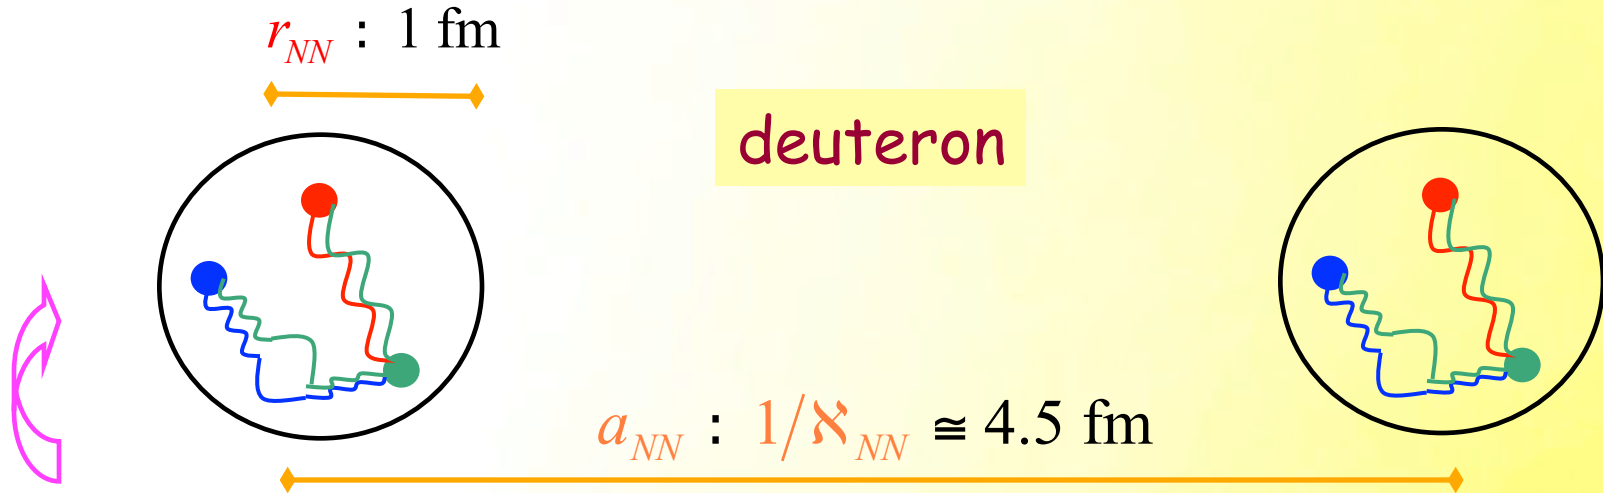 r_NN : 1 fm
deuteron
a_NN : 1/ℵ_NN ≅ 4.5 fm